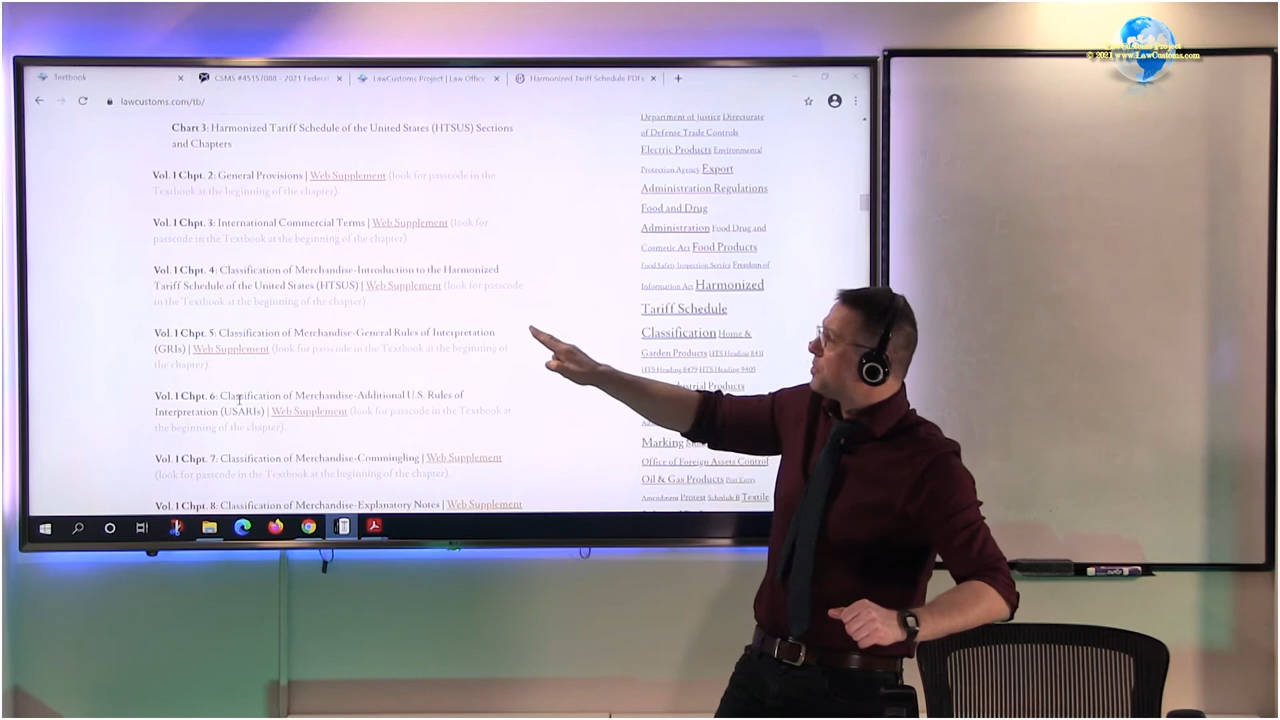 LawCustoms Project
© 2021 www.LawCustoms.com
Textbook
CSMS #45157088 - 2021 Federal
LawCustoms Project | Law Office
Harmonized Tariff Schedule PDFs
lawcustoms.com/tb/
Chart 3: Harmonized Tariff Schedule of the United States (HTSUS) Sections
and Chapters
Vol. 1 Chpt. 2: General Provisions | Web Supplement (look for passcode in the
Textbook at the beginning of the chapter).
Vol. 1 Chpt. 3: International Commercial Terms | Web Supplement (look for
passcode in the Textbook at the beginning of the chapter)
Vol. 1 Chpt. 4: Classification of Merchandise-Introduction to the Harmonized
Tariff Schedule of the United States (HTSUS) | Web Supplement (look for passcode
in the Textbook at the beginning of the chapter)
Vol. 1 Chpt. 5: Classification of Merchandise-General Rules of Interpretation
(GRIs) | Web Supplement (look for passcode in the Textbook at the beginning of
the chapter).
Vol. 1 Chpt. 6: Classification of Merchandise-Additional U.S. Rules of
Interpretation (USARIs) | Web Supplement (look for passcode in the Textbook at
the beginning of the chapter).
Vol. 1 Chpt. 7: Classification of Merchandise-Commingling | Web Supplement
(look for passcode in the Textbook at the beginning of the chapter).
Vol. 1 Chpt. 8: Classification of Merchandise-Explanatory Notes | Web Supplement
Department of Justice Directorate
of Defense Trade Controls
Electric Products Environmental
Protection Agency Export
Administration Regulations
Food and Drug
Administration Food Drug and
Cosmetic Act Food Products
Food Safety Inspection Service Freedom of
Information Act Harmonized
Tariff Schedule
Classification Home &
Garden Products HTS Heading 8431
HTS Heading 8479 HTS Heading 9405
Industrial Products
Marking
Office of Foreign Assets Control
Oil & Gas Products Post Entry
Amendment Protest Schedule B Textile